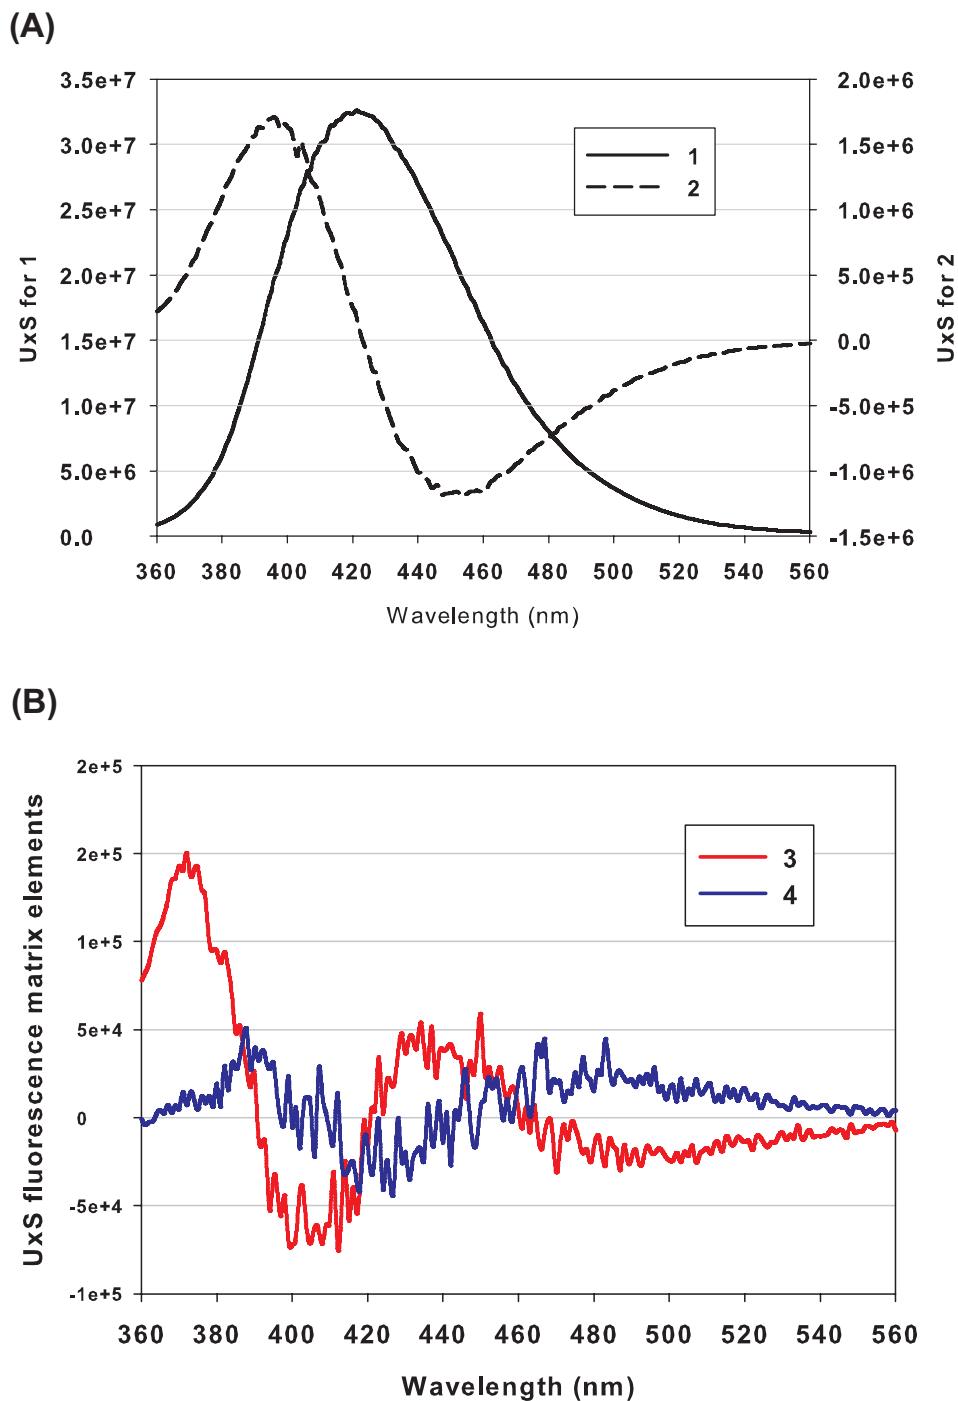 (A)
3.5e+7
3.0e+7
2.5e+7
2.0e+7
1.5e+7
1.0e+7
5.0e+6
0.0
UxS for 1
2.0e+6
1.5e+6
1.0e+6
5.0e+5
0.0
-5.0e+5
-1.0e+6
-1.5e+6
UxS for 2
1
2
360 380 400 420 440 460 480 500 520 540 560
Wavelength (nm)
(B)
2e+5
2e+5
1e+5
5e+4
0
-5e+4
-1e+5
UxS fluorescence matrix elements
3
4
360 380 400 420 440 460 480 500 520 540 560
Wavelength (nm)